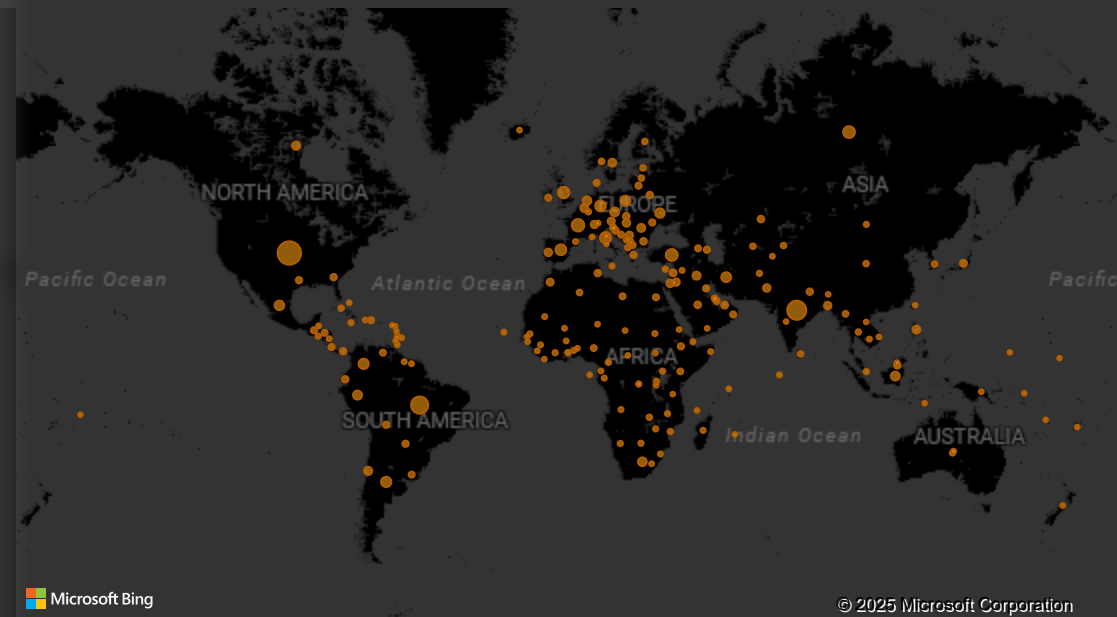 NORTH AMERICA
ASIA
EUROPE
Pacific Ocean
Atlantic Ocean
Pacific
AFRICA
SOUTH AMERICA
Indian Ocean
AUSTRALIA
Microsoft Bing
© 2025 Microsoft Corporation